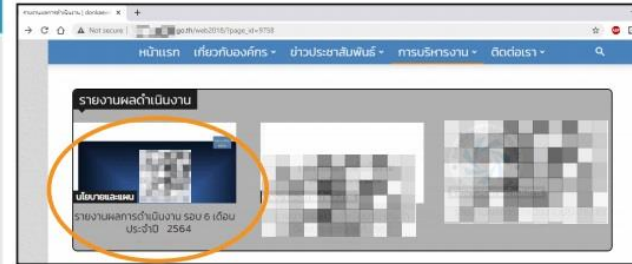 Not secure
go.th/web2018/?page_id=9758
หน้าแรก เกี่ยวกับองค์กร ข่าวประชาสัมพันธ์ การบริหารงาน ติดต่อเรา
รายงานผลดำเนินงาน
นโยบายและแผน
รายงานผลการดำเนินงาน รอบ 6 เดือน
ประจำปี 2564